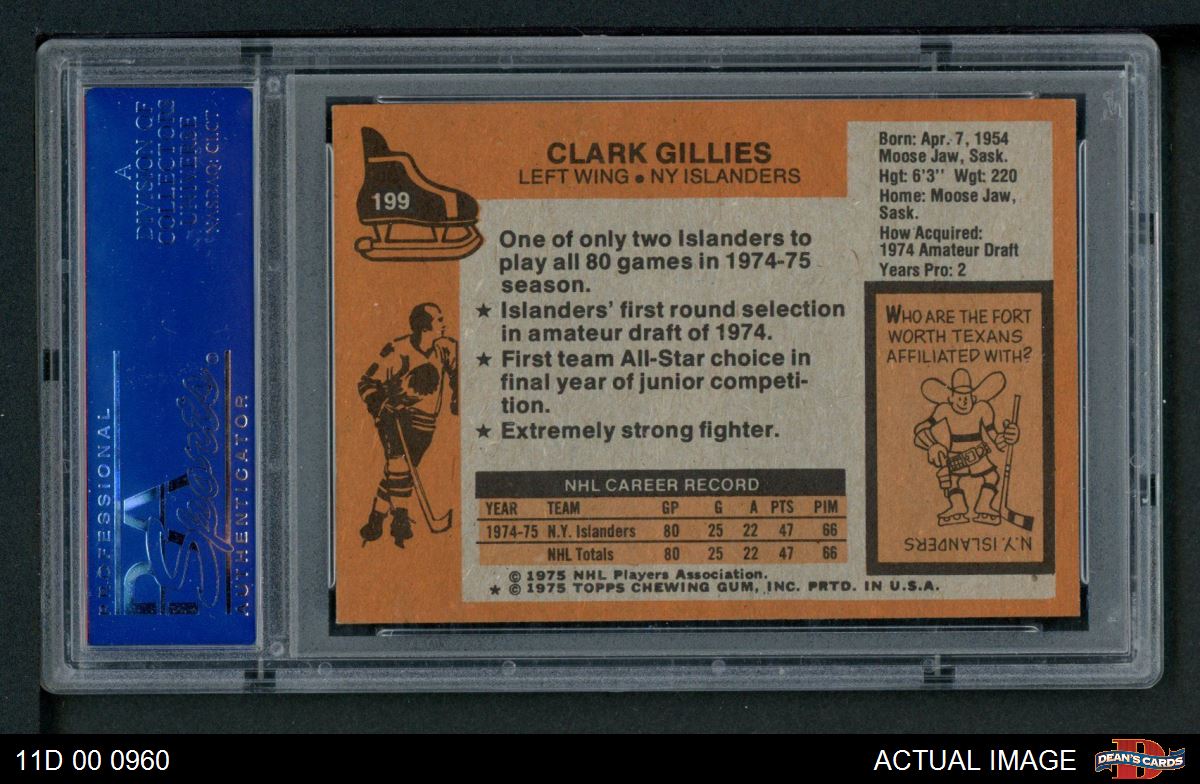 A
DIVISION OF
COLLECTORS
UNIVERSE
NASDAQ: CLCT
PROFESSIONAL
PSA
Sports
AUTHENTICATOR
199
CLARK GILLIES
LEFT WING • NY ISLANDERS
One of only two Islanders to
play all 80 games in 1974-75
season.
★ Islanders' first round selection
in amateur draft of 1974.
★ First team All-Star choice in
final year of junior competi-
tion.
★ Extremely strong fighter.
Born: Apr. 7, 1954
Moose Jaw, Sask.
Hgt: 6'3'' Wgt: 220
Home: Moose Jaw,
Sask.
How Acquired:
1974 Amateur Draft
Years Pro: 2
WHO ARE THE FORT
WORTH TEXANS
AFFILIATED WITH?
N.Y. ISLANDERS
NHL CAREER RECORD
YEAR TEAM GP G A PTS PIM
1974-75 N.Y. Islanders 80 25 22 47 66
NHL Totals 80 25 22 47 66
© 1975 NHL Players Association.
★ © 1975 TOPPS CHEWING GUM, INC. PRTD. IN U.S.A.
11D 00 0960
ACTUAL IMAGE
D
DEAN'S CARDS